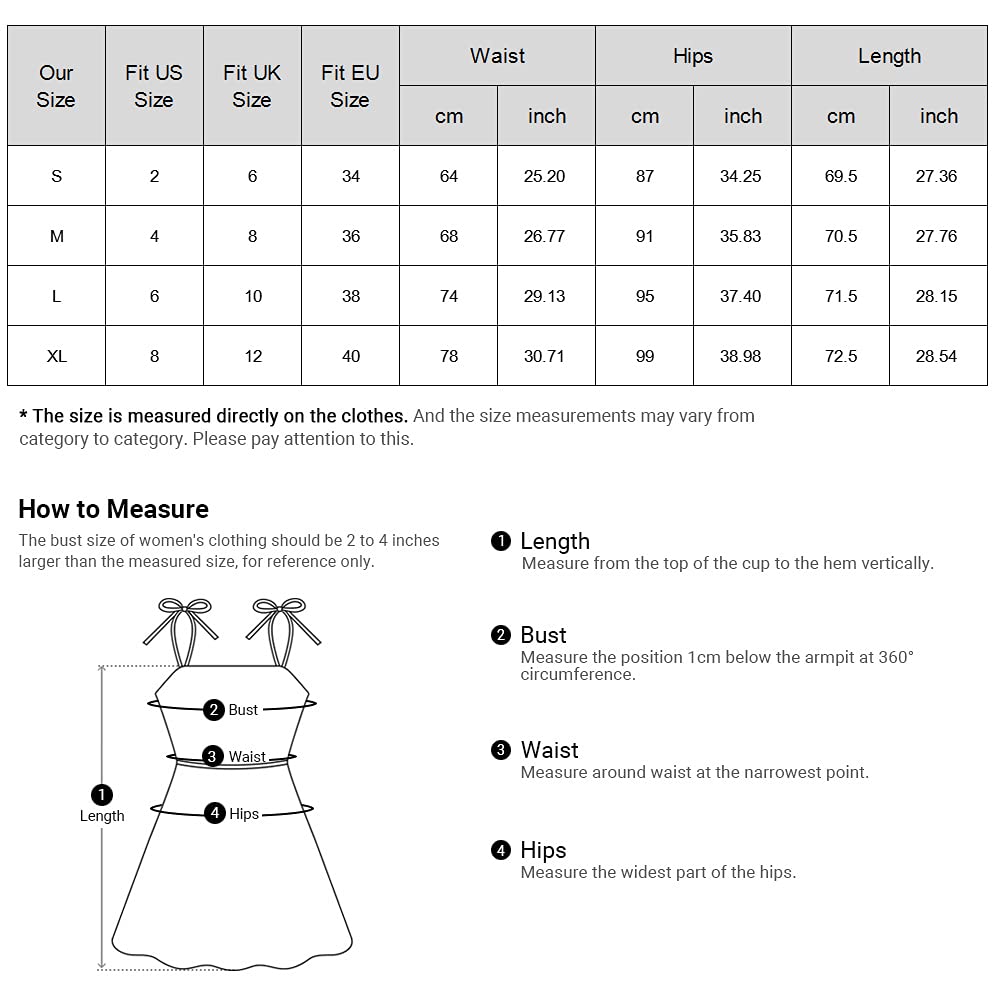 Our Size Fit US Size Fit UK Size Fit EU Size Waist Hips Length
cm inch cm inch cm inch
S 2 6 34 64 25.20 87 34.25 69.5 27.36
M 4 8 36 68 26.77 91 35.83 70.5 27.76
L 6 10 38 74 29.13 95 37.40 71.5 28.15
XL 8 12 40 78 30.71 99 38.98 72.5 28.54
* The size is measured directly on the clothes. And the size measurements may vary from
category to category. Please pay attention to this.
How to Measure
The bust size of women's clothing should be 2 to 4 inches
larger than the measured size, for reference only.
2 Bust
3 Waist
1
Length
4 Hips
1 Length
Measure from the top of the cup to the hem vertically.
2 Bust
Measure the position 1cm below the armpit at 360°
circumference.
3 Waist
Measure around waist at the narrowest point.
4 Hips
Measure the widest part of the hips.